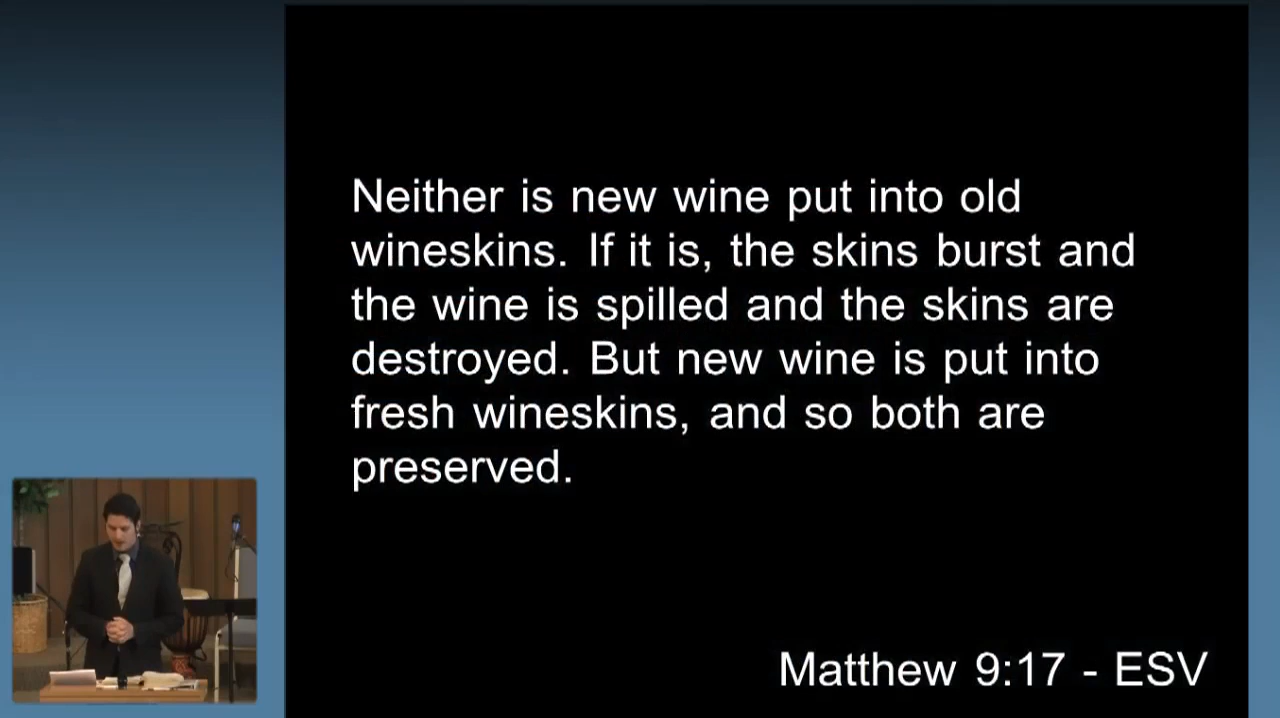 Neither is new wine put into old
wineskins. If it is, the skins burst and
the wine is spilled and the skins are
destroyed. But new wine is put into
fresh wineskins, and so both are
preserved.
Matthew 9:17 - ESV